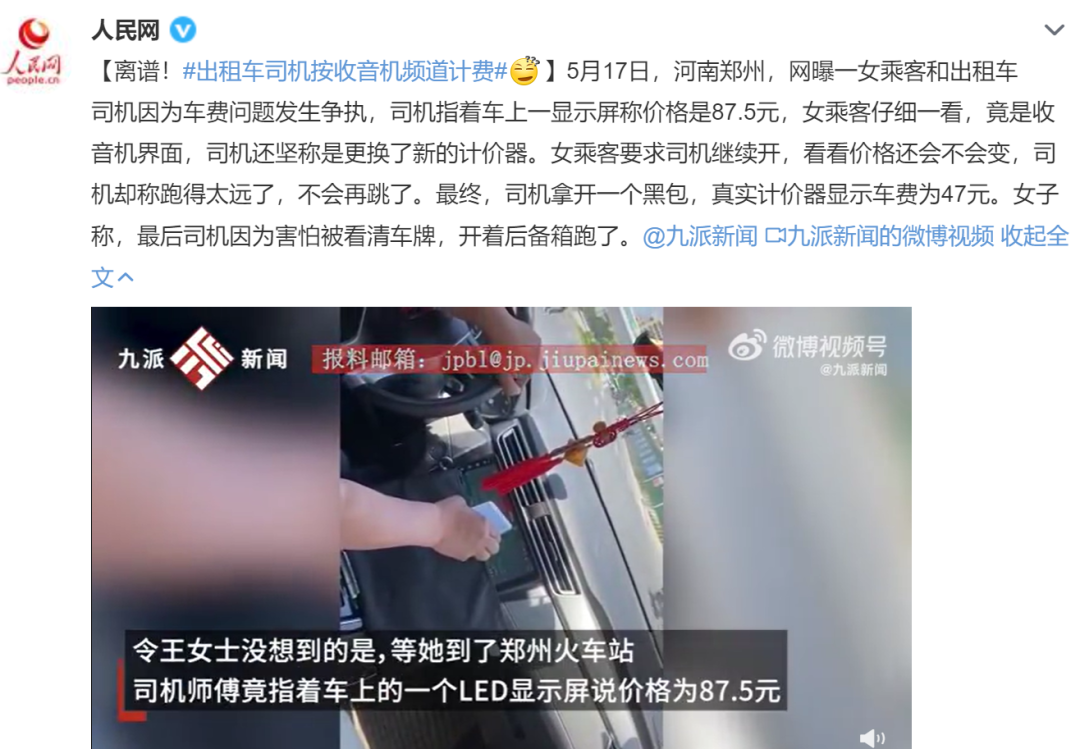 人民网
人民网
people.cn
【离谱！#出租车司机按收音机频道计费#】5月17日，河南郑州，网曝一女乘客和出租车
司机因为车费问题发生争执，司机指着车上一显示屏称价格是87.5元，女乘客仔细一看，竟是收
音机界面，司机还坚称是更换了新的计价器。女乘客要求司机继续开，看看价格还会不会变，司
机却称跑得太远了，不会再跳了。最终，司机拿开一个黑包，真实计价器显示车费为47元。女子
称，最后司机因为害怕被看清车牌，开着后备箱跑了。@九派新闻 九派新闻的微博视频 收起全
文
九派 新闻
报料邮箱：jpbl@jp.jiupainews.com
微博视频号
@九派新闻
令王女士没想到的是，等她到了郑州火车站
司机师傅竟指着车上的一个LED显示屏说价格为87.5元